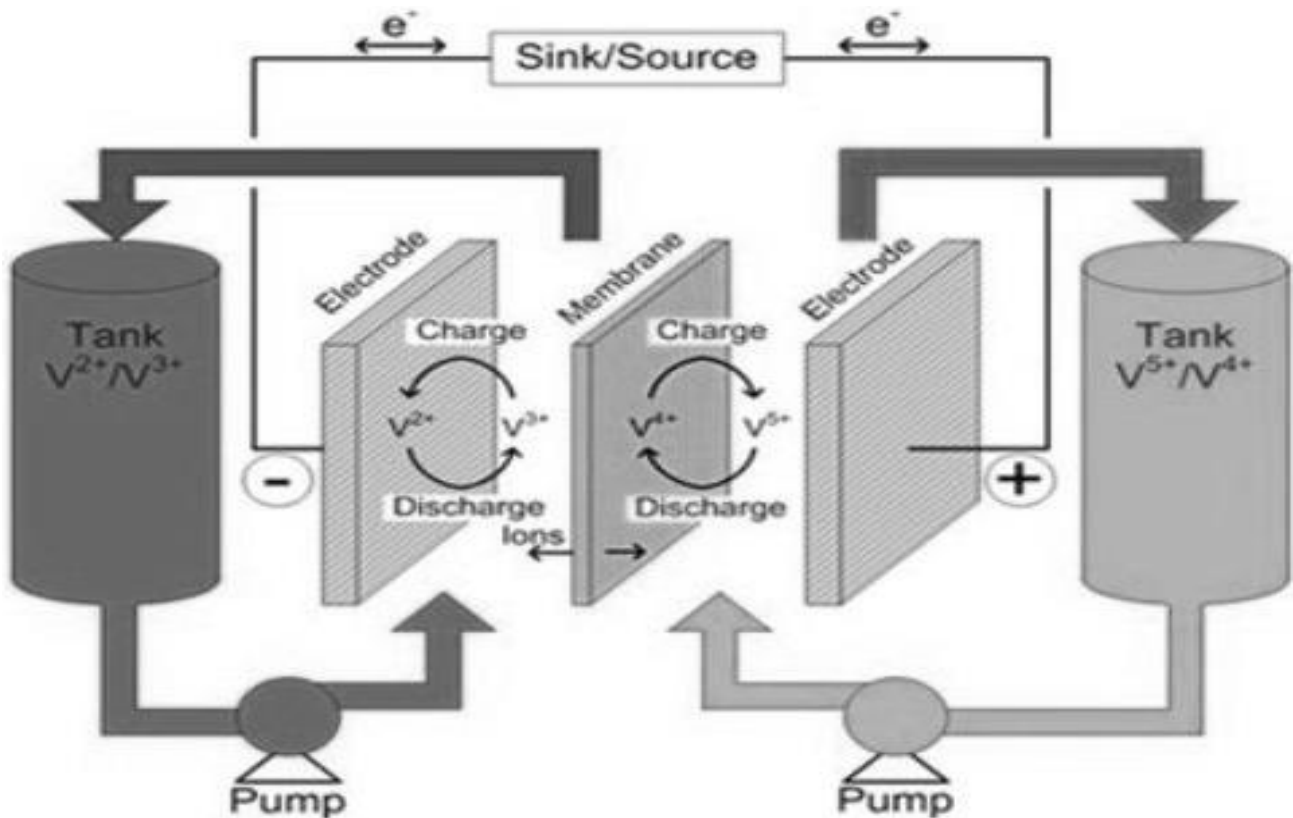 e⁻
e⁻
Sink/Source
Electrode
Membrane
Electrode
Tank
V²⁺/V³⁺
Charge
Charge
Tank
V⁵⁺/V⁴⁺
V²⁺
V³⁺
V⁴⁺
V⁵⁺
-
+
Discharge
Discharge
Ions
Pump
Pump